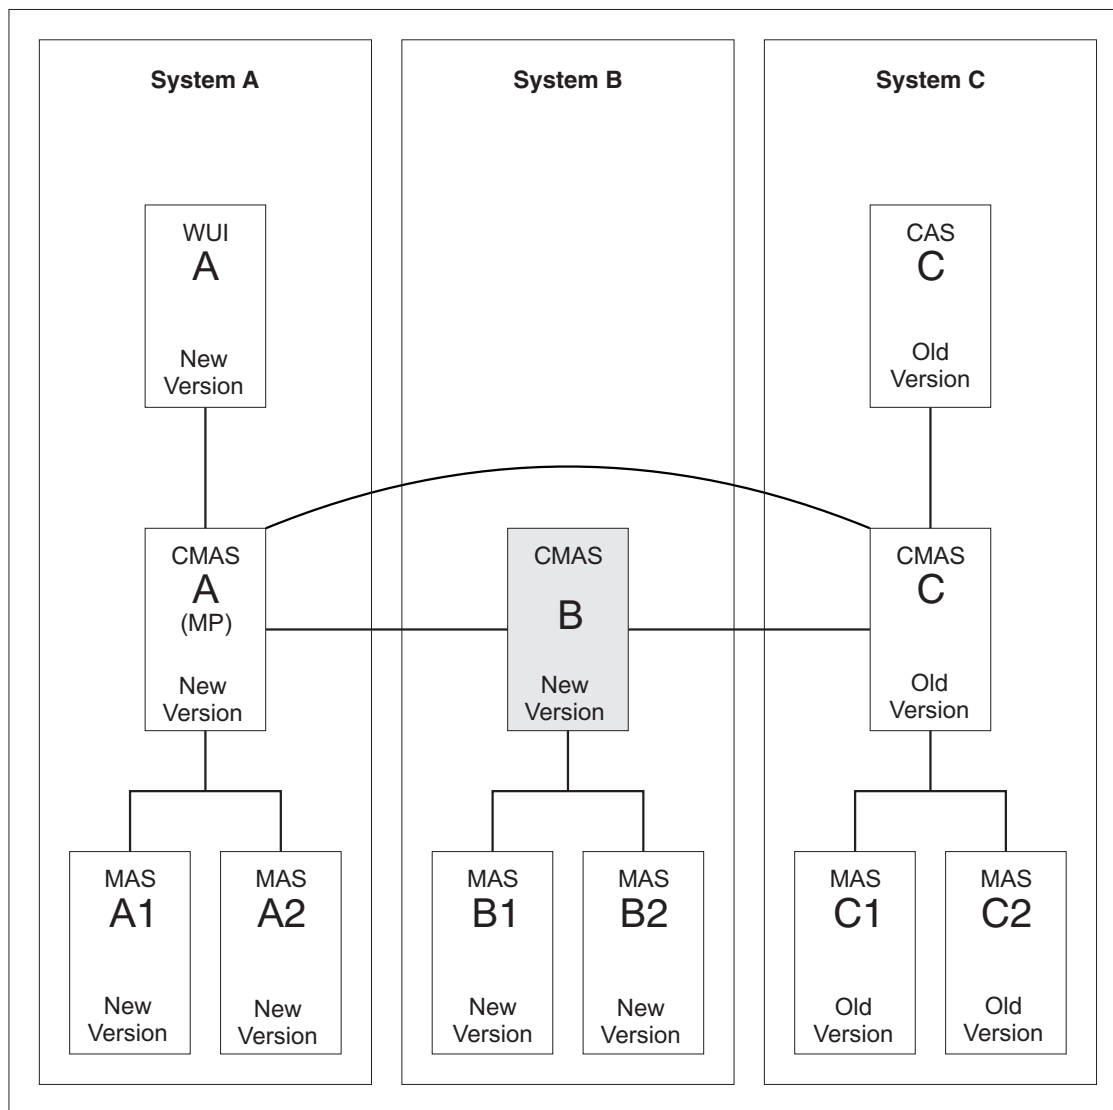 System A
System B
System C
WUI
A
New
Version
CAS
C
Old
Version
CMAS
A
(MP)
New
Version
CMAS
B
New
Version
CMAS
C
Old
Version
MAS
A1
New
Version
MAS
A2
New
Version
MAS
B1
New
Version
MAS
B2
New
Version
MAS
C1
Old
Version
MAS
C2
Old
Version